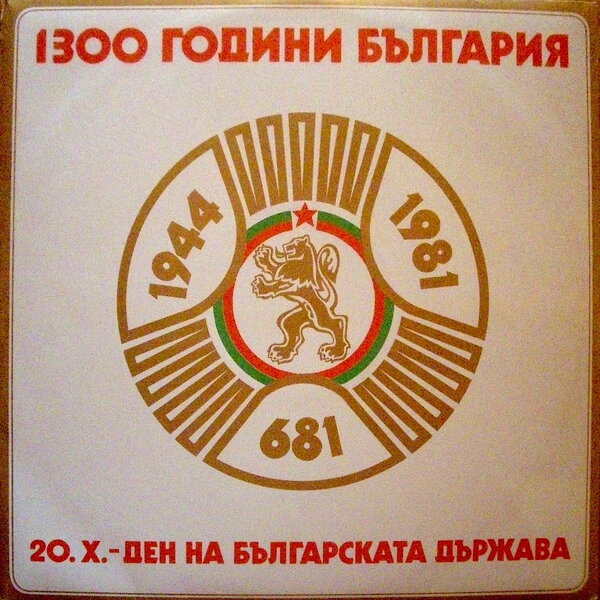 1300 ГОДИНИ БЪЛГАРИЯ
1944
1981
681
20. X.-ДЕН НА БЪЛГАРСКАТА ДЪРЖАВА